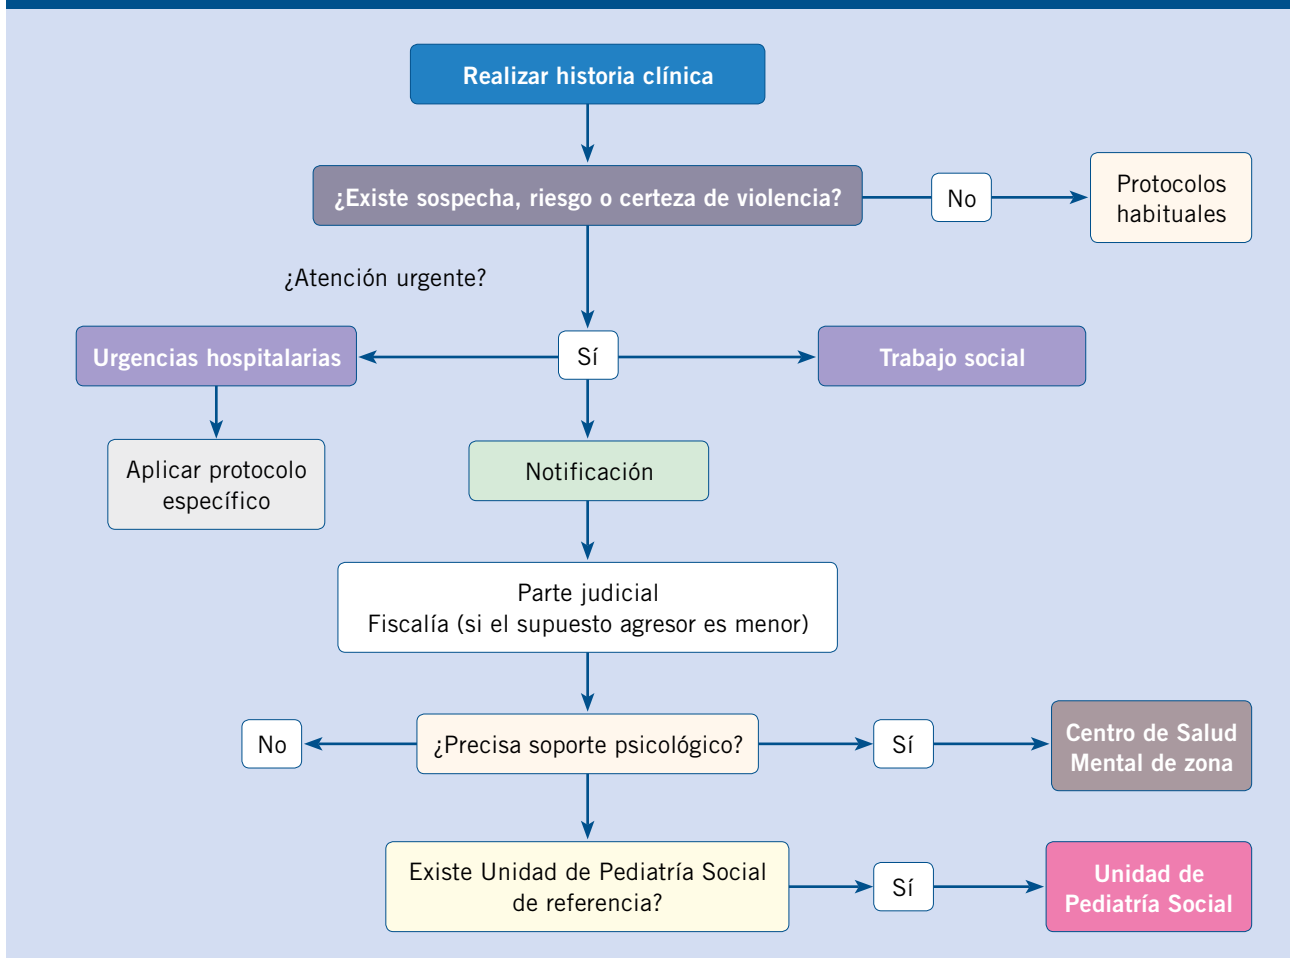 Realizar historia clínica
¿Existe sospecha, riesgo o certeza de violencia?
No
Protocolos
habituales
¿Atención urgente?
Urgencias hospitalarias
Sí
Trabajo social
Aplicar protocolo
específico
Notificación
Parte judicial
Fiscalía (si el supuesto agresor es menor)
No
¿Precisa soporte psicológico?
Sí
Centro de Salud
Mental de zona
Existe Unidad de Pediatría Social
de referencia?
Sí
Unidad de
Pediatría Social